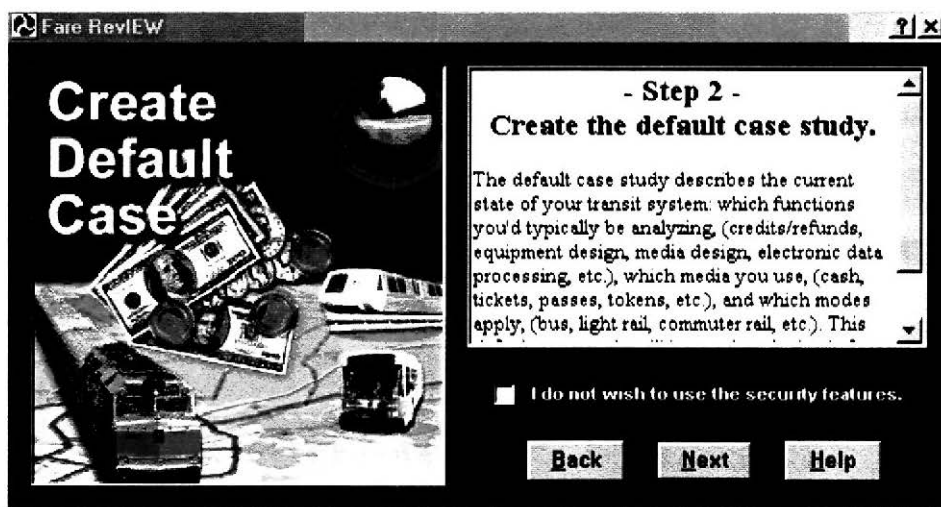 Fare RevIEW
? x
Create
Default
Case
- Step 2 -
Create the default case study.
The default case study describes the current
state of your transit system: which functions
you'd typically be analyzing, (credits/refunds,
equipment design, media design, electronic data
processing, etc.), which media you use, (cash,
tickets, passes, tokens, etc.), and which modes
apply, (bus, light rail, commuter rail, etc.). This
I do not wish to use the security features.
Back
Next
Help